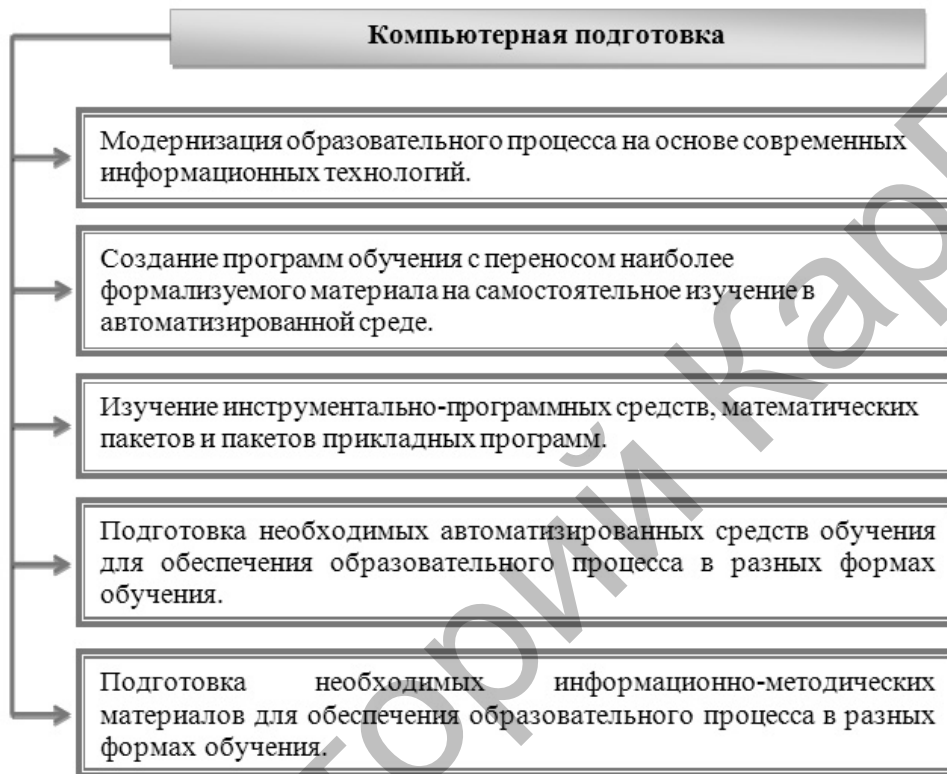 Компьютерная подготовка
Модернизация образовательного процесса на основе современных
информационных технологий.
Создание программ обучения с переносом наиболее
формализуемого материала на самостоятельное изучение в
автоматизированной среде.
Изучение инструментально-программных средств, математических
пакетов и пакетов прикладных программ.
Подготовка необходимых автоматизированных средств обучения
для обеспечения образовательного процесса в разных формах
обучения.
Подготовка необходимых информационно-методических
материалов для обеспечения образовательного процесса в разных
формах обучения.